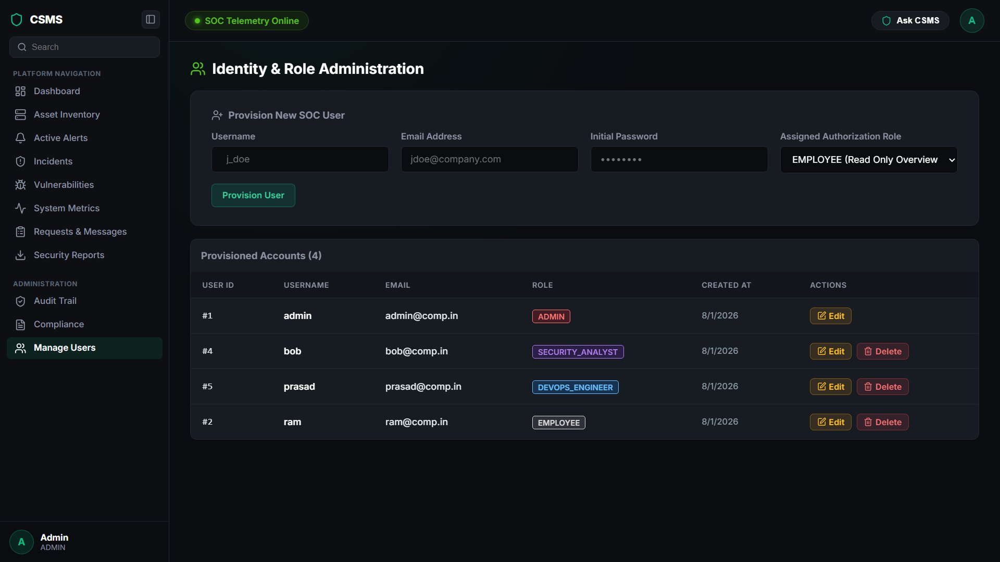 CSMS
Search
PLATFORM NAVIGATION
Dashboard
Asset Inventory
Active Alerts
Incidents
Vulnerabilities
System Metrics
Requests & Messages
Security Reports
ADMINISTRATION
Audit Trail
Compliance
Manage Users
A
Admin
ADMIN
SOC Telemetry Online
Ask CSMS
A
Identity & Role Administration
Provision New SOC User
Username
Email Address
Initial Password
Assigned Authorization Role
j_doe
jdoe@company.com
••••••••
EMPLOYEE (Read Only Overview
Provision User
Provisioned Accounts (4)
USER ID USERNAME EMAIL ROLE CREATED AT ACTIONS
#1 admin admin@comp.in ADMIN 8/1/2026 Edit
#4 bob bob@comp.in SECURITY_ANALYST 8/1/2026 Edit Delete
#5 prasad prasad@comp.in DEVOPS_ENGINEER 8/1/2026 Edit Delete
#2 ram ram@comp.in EMPLOYEE 8/1/2026 Edit Delete